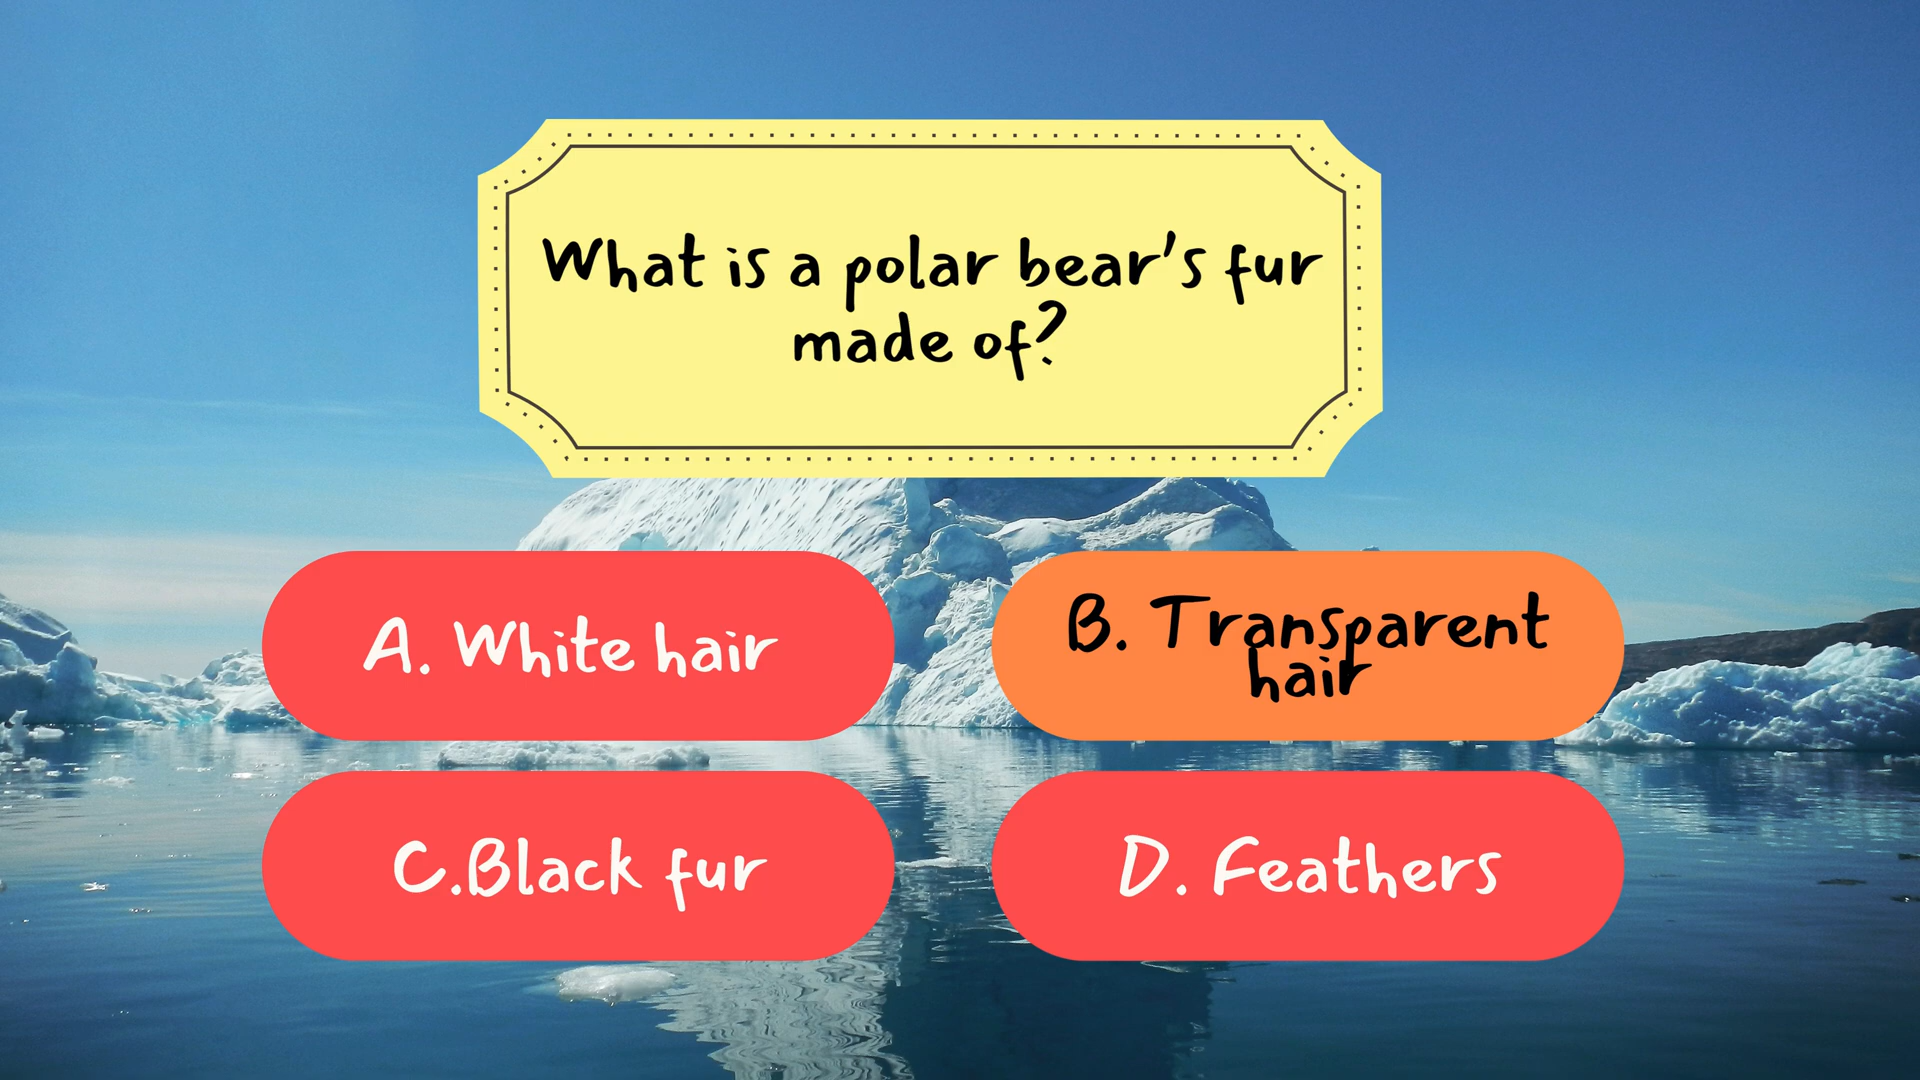 What is a polar bear's fur
made of?
A. White hair
B. Transparent
hair
C.Black fur
D. Feathers